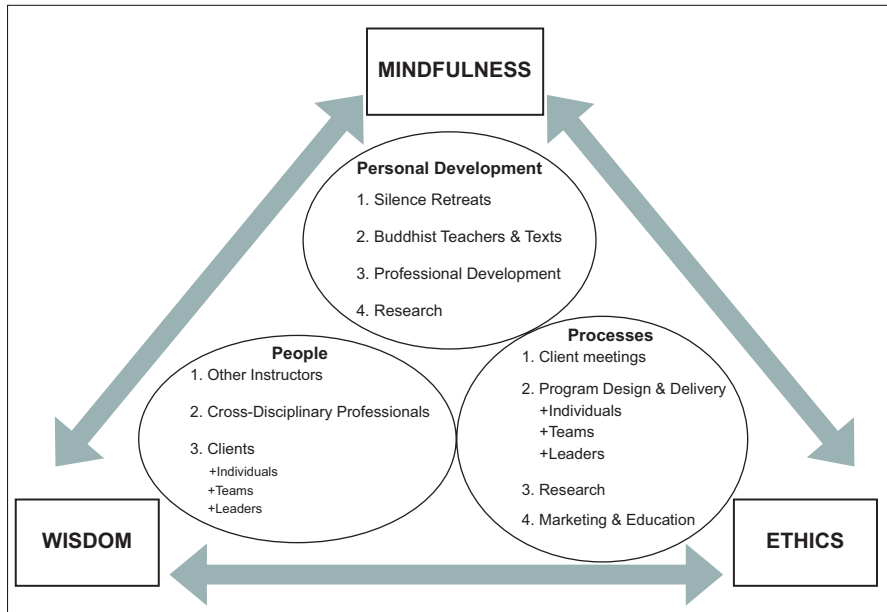 MINDFULNESS
Personal Development
1. Silence Retreats
2. Buddhist Teachers & Texts
3. Professional Development
4. Research
People
1. Other Instructors
2. Cross-Disciplinary Professionals
3. Clients
+Individuals
+Teams
+Leaders
Processes
1. Client meetings
2. Program Design & Delivery
+Individuals
+Teams
+Leaders
3. Research
4. Marketing & Education
WISDOM
ETHICS